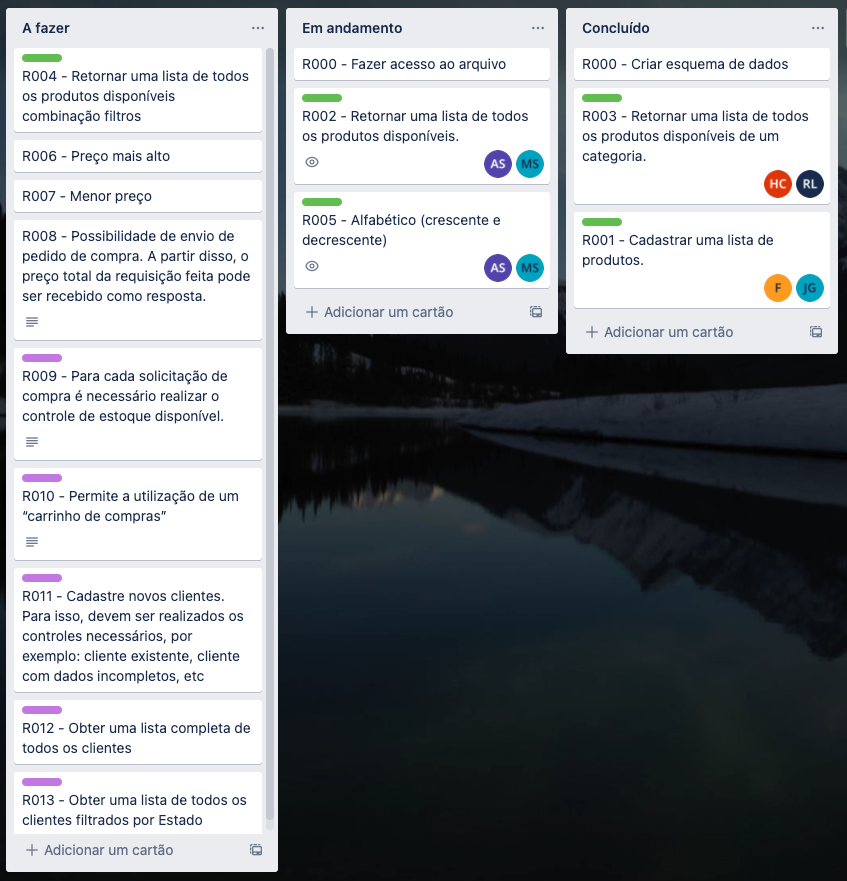 A fazer
R004 - Retornar uma lista de todos
os produtos disponíveis
combinação filtros
R006 - Preço mais alto
R007 - Menor preço
R008 - Possibilidade de envio de
pedido de compra. A partir disso, o
preço total da requisição feita pode
ser recebido como resposta.
R009 - Para cada solicitação de
compra é necessário realizar o
controle de estoque disponível.
R010 - Permite a utilização de um
“carrinho de compras”
R011 - Cadastre novos clientes.
Para isso, devem ser realizados os
controles necessários, por
exemplo: cliente existente, cliente
com dados incompletos, etc
R012 - Obter uma lista completa de
todos os clientes
R013 - Obter uma lista de todos os
clientes filtrados por Estado
Adicionar um cartão
Em andamento
R000 - Fazer acesso ao arquivo
R002 - Retornar uma lista de todos
os produtos disponíveis.
AS MS
R005 - Alfabético (crescente e
decrescente)
AS MS
Adicionar um cartão
Concluído
R000 - Criar esquema de dados
R003 - Retornar uma lista de todos
os produtos disponíveis de um
categoria.
HC RL
R001 - Cadastrar uma lista de
produtos.
F JG
Adicionar um cartão